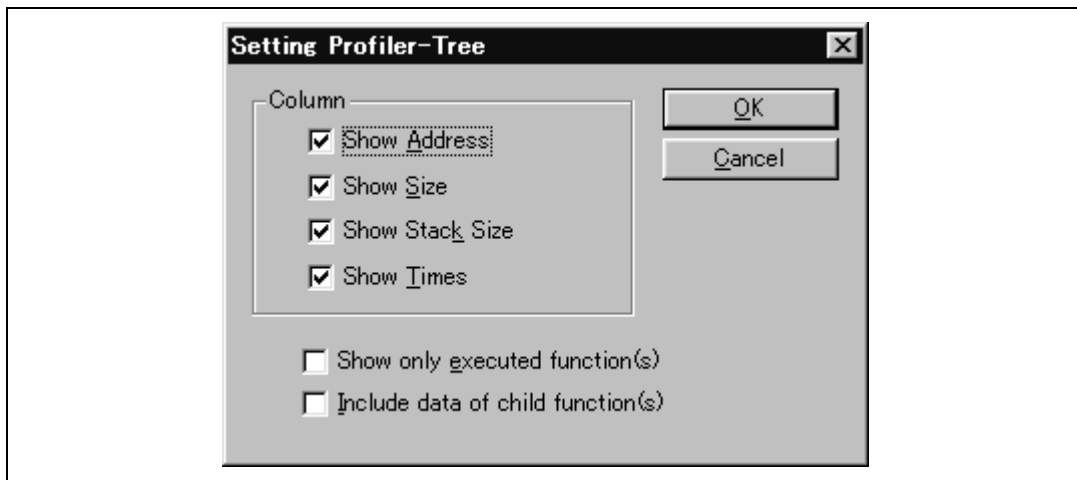 Setting Profiler-Tree
Column
Show Address
Show Size
Show Stack Size
Show Times
OK
Cancel
Show only executed function(s)
Include data of child function(s)